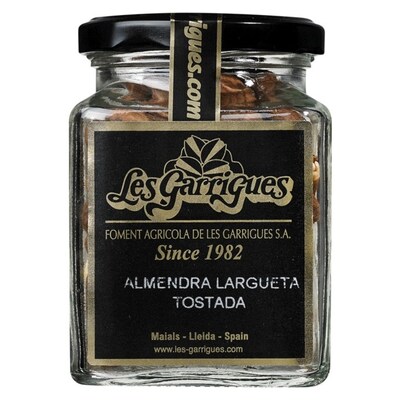 igues.com
Les Garrigues
FOMENT AGRICOLA DE LES GARRIGUES S.A.
Since 1982
ALMENDRA LARGUETA
TOSTADA
Maials - Lleida - Spain
www.les-garrigues.com